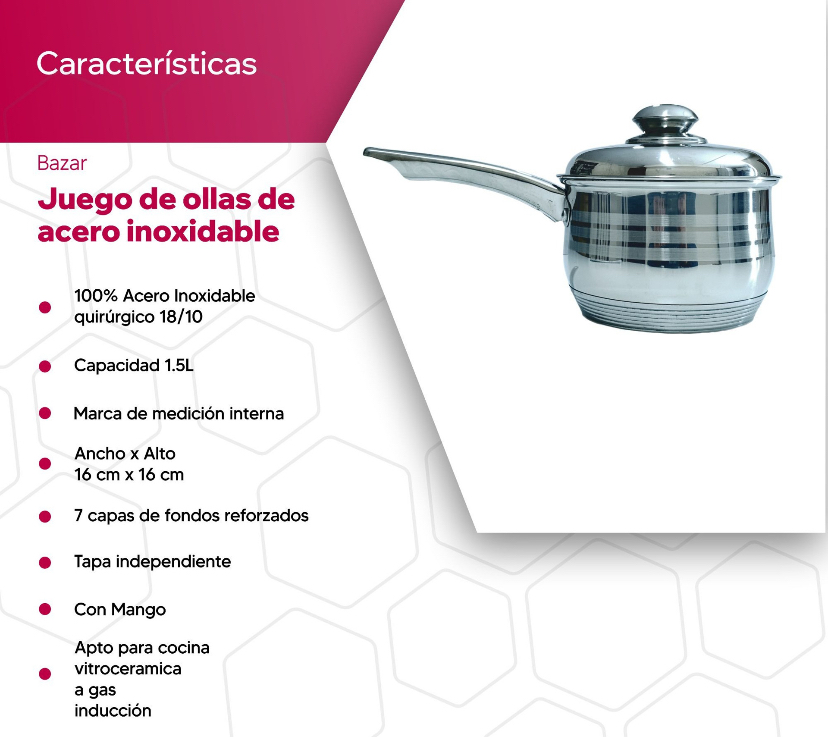 Características
Bazar
Juego de ollas de
acero inoxidable
100% Acero Inoxidable
quirúrgico 18/10
Capacidad 1.5L
Marca de medición interna
Ancho x Alto
16 cm x 16 cm
7 capas de fondos reforzados
Tapa independiente
Con Mango
Apto para cocina
vitroceramica
a gas
inducción